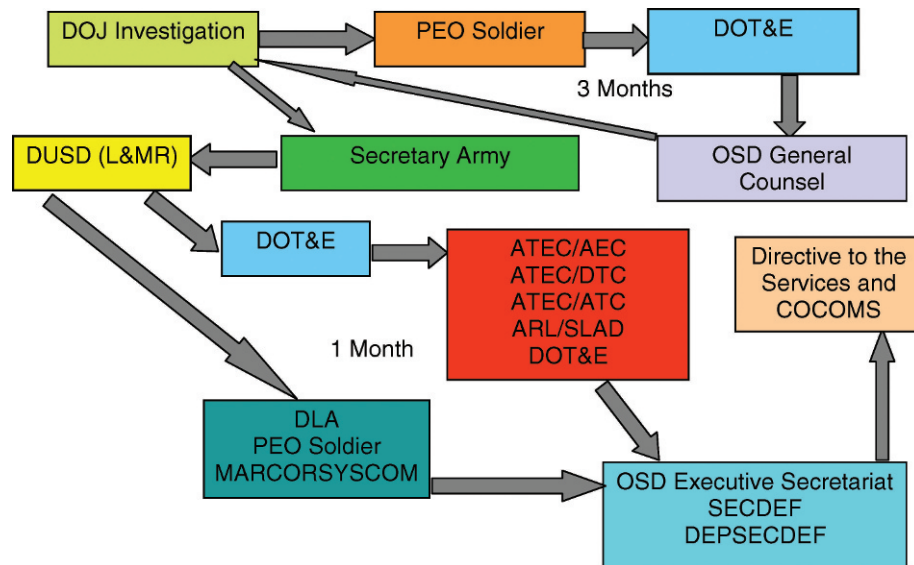 DOJ Investigation
PEO Soldier
DOT&E
3 Months
DUSD (L&MR)
Secretary Army
OSD General
Counsel
DOT&E
ATEC/AEC
ATEC/DTC
ATEC/ATC
ARL/SLAD
DOT&E
Directive to the
Services and
COCOMS
1 Month
DLA
PEO Soldier
MARCORSYSCOM
OSD Executive Secretariat
SECDEF
DEPSECDEF